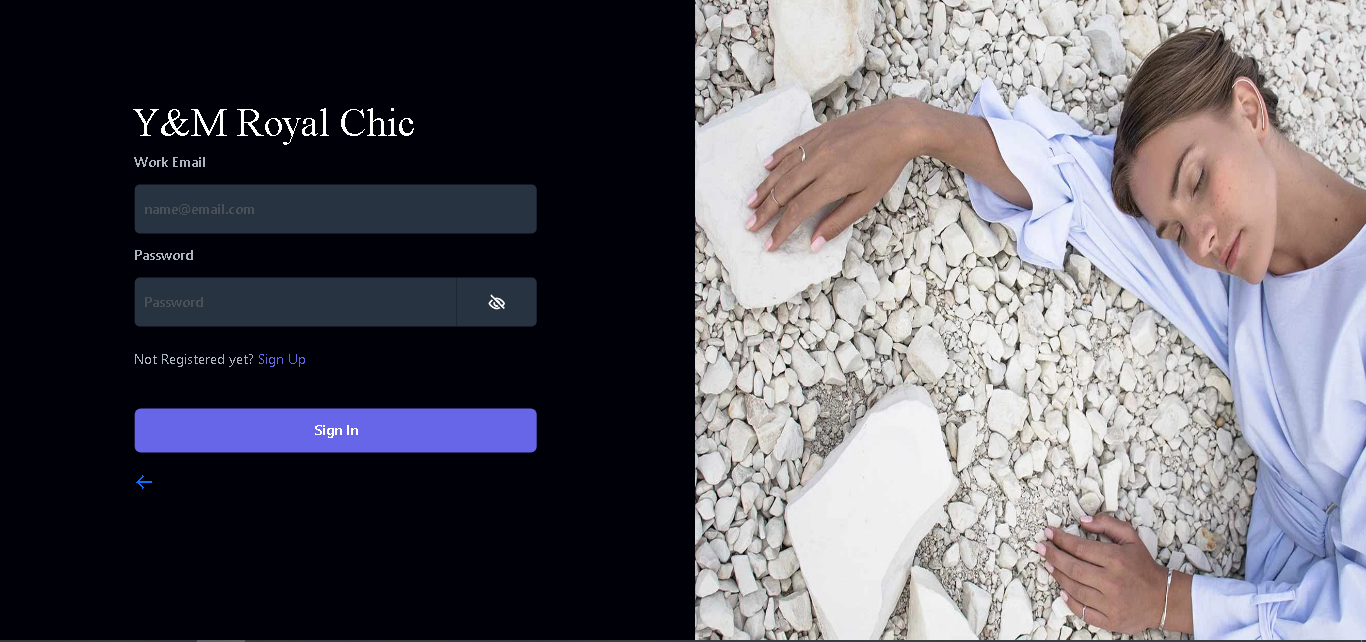 Y&M Royal Chic
Work Email
name@email.com
Password
Password
Not Registered yet? Sign Up
Sign In